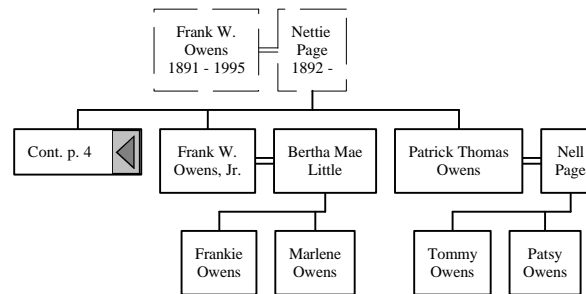 Frank W.
Owens
1891 - 1995
Nettie
Page
1892 -
Cont. p. 4
Frank W.
Owens, Jr.
Bertha Mae
Little
Patrick Thomas
Owens
Nell
Page
Frankie
Owens
Marlene
Owens
Tommy
Owens
Patsy
Owens